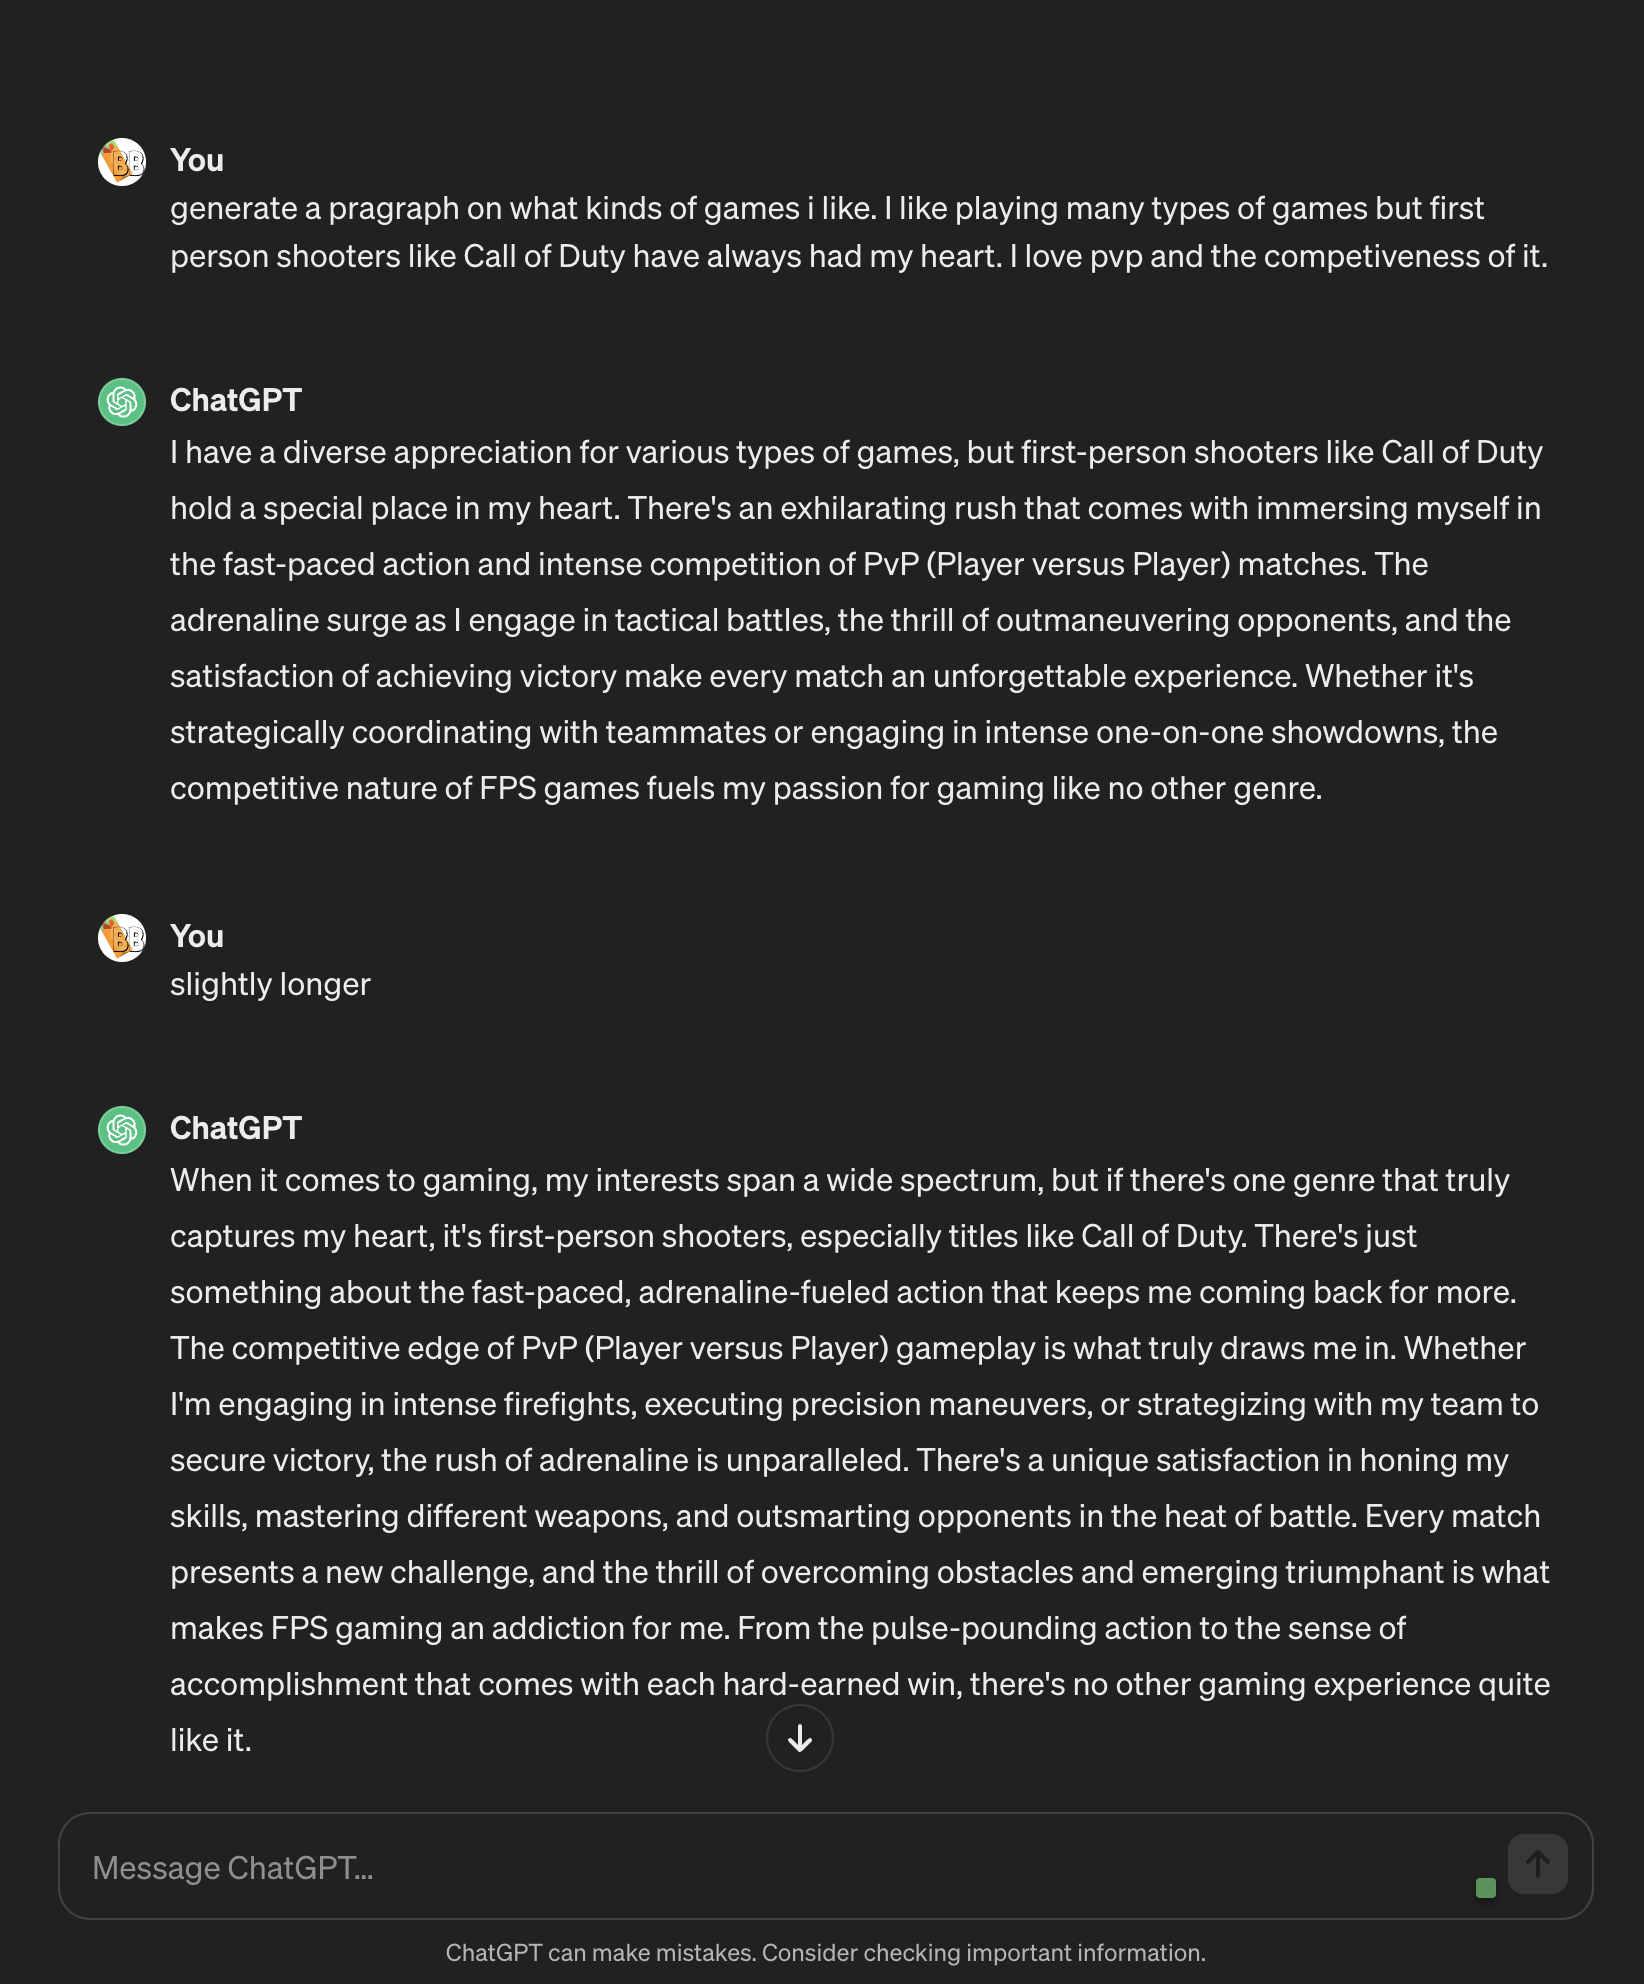 BB
You
generate a pragraph on what kinds of games i like. I like playing many types of games but first
person shooters like Call of Duty have always had my heart. I love pvp and the competiveness of it.
ChatGPT
I have a diverse appreciation for various types of games, but first-person shooters like Call of Duty
hold a special place in my heart. There's an exhilarating rush that comes with immersing myself in
the fast-paced action and intense competition of PvP (Player versus Player) matches. The
adrenaline surge as I engage in tactical battles, the thrill of outmaneuvering opponents, and the
satisfaction of achieving victory make every match an unforgettable experience. Whether it's
strategically coordinating with teammates or engaging in intense one-on-one showdowns, the
competitive nature of FPS games fuels my passion for gaming like no other genre.
BB
You
slightly longer
ChatGPT
When it comes to gaming, my interests span a wide spectrum, but if there's one genre that truly
captures my heart, it's first-person shooters, especially titles like Call of Duty. There's just
something about the fast-paced, adrenaline-fueled action that keeps me coming back for more.
The competitive edge of PvP (Player versus Player) gameplay is what truly draws me in. Whether
I'm engaging in intense firefights, executing precision maneuvers, or strategizing with my team to
secure victory, the rush of adrenaline is unparalleled. There's a unique satisfaction in honing my
skills, mastering different weapons, and outsmarting opponents in the heat of battle. Every match
presents a new challenge, and the thrill of overcoming obstacles and emerging triumphant is what
makes FPS gaming an addiction for me. From the pulse-pounding action to the sense of
accomplishment that comes with each hard-earned win, there's no other gaming experience quite
like it.
Message ChatGPT...
ChatGPT can make mistakes. Consider checking important information.